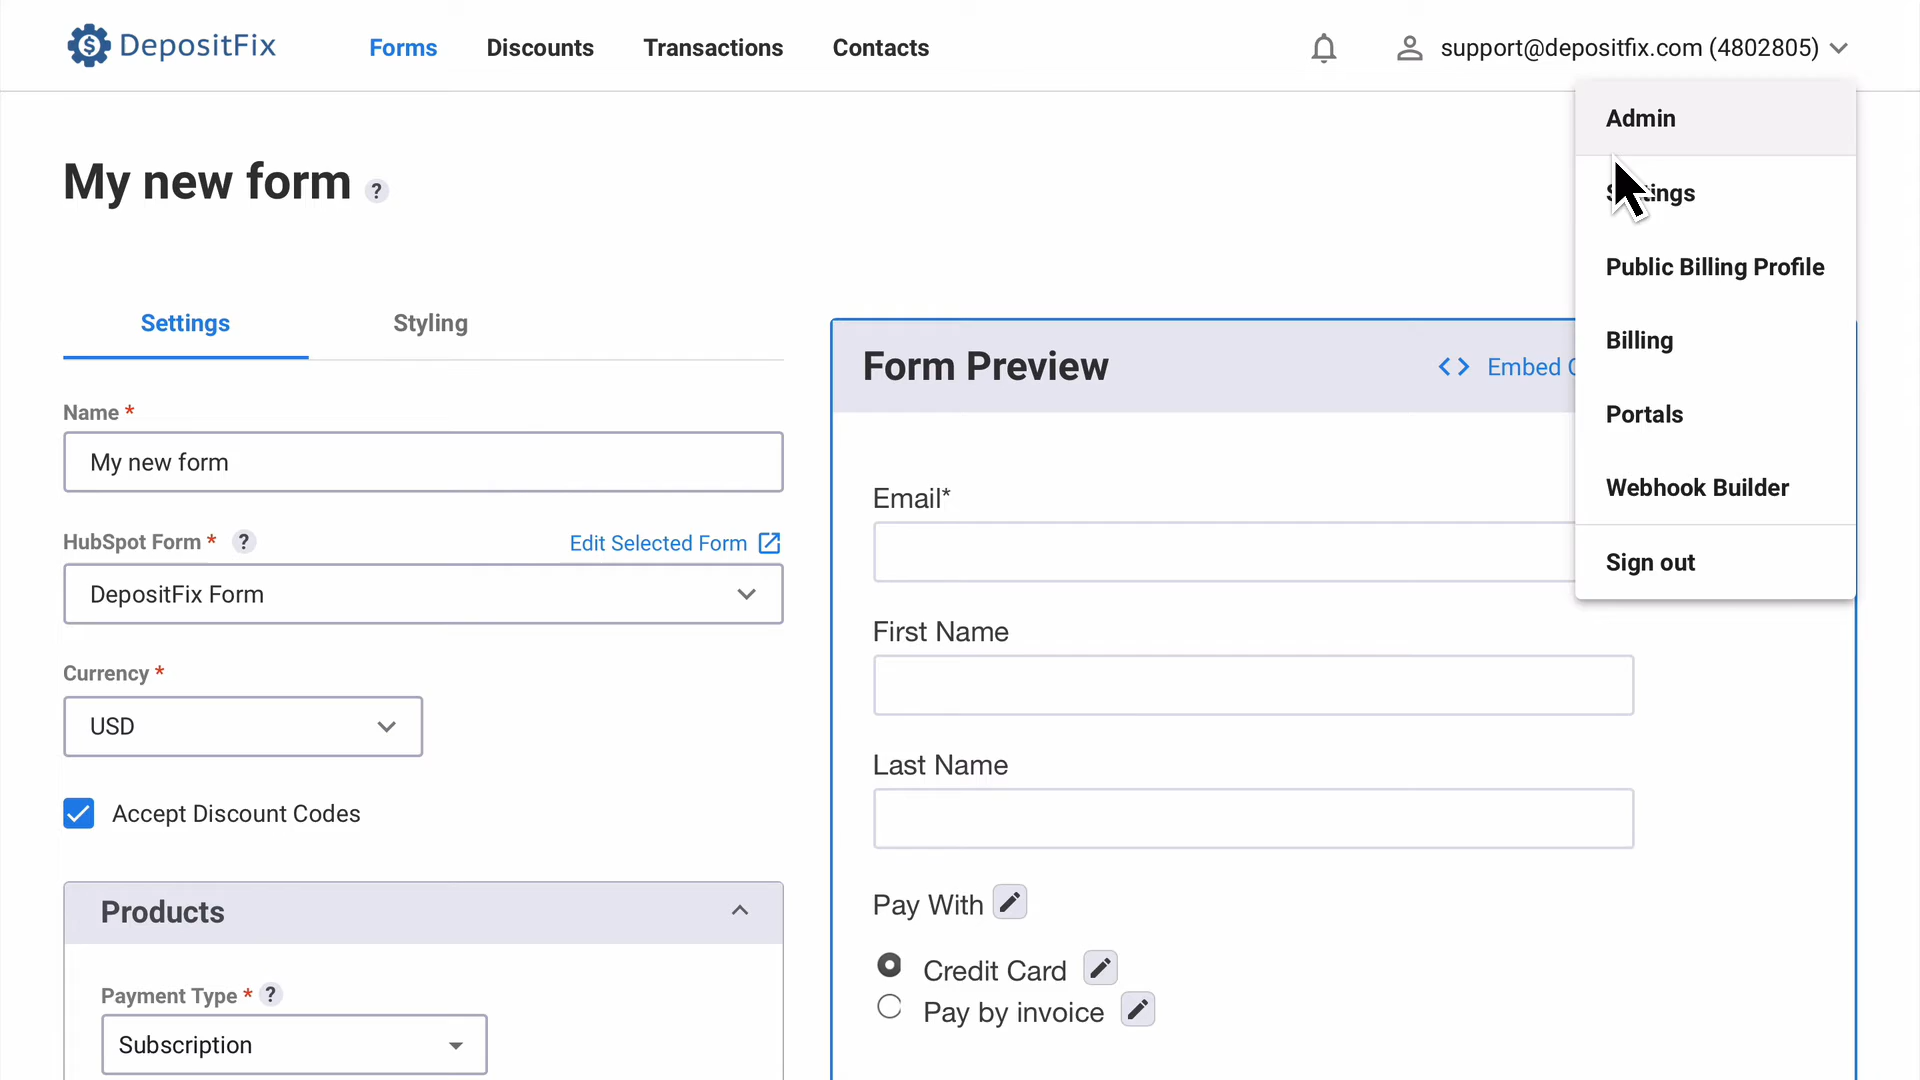 DepositFix
Forms
Discounts
Transactions
Contacts
support@depositfix.com (4802805)
Admin
Public Billing Profile
Billing
Portals
Webhook Builder
Sign out
My new form ?
Settings
Styling
Name *
My new form
HubSpot Form * ?
Edit Selected Form
DepositFix Form
Currency *
USD
Accept Discount Codes
Products
Payment Type * ?
Subscription
Form Preview
<> Embed
Email*
First Name
Last Name
Pay With
Credit Card
Pay by invoice